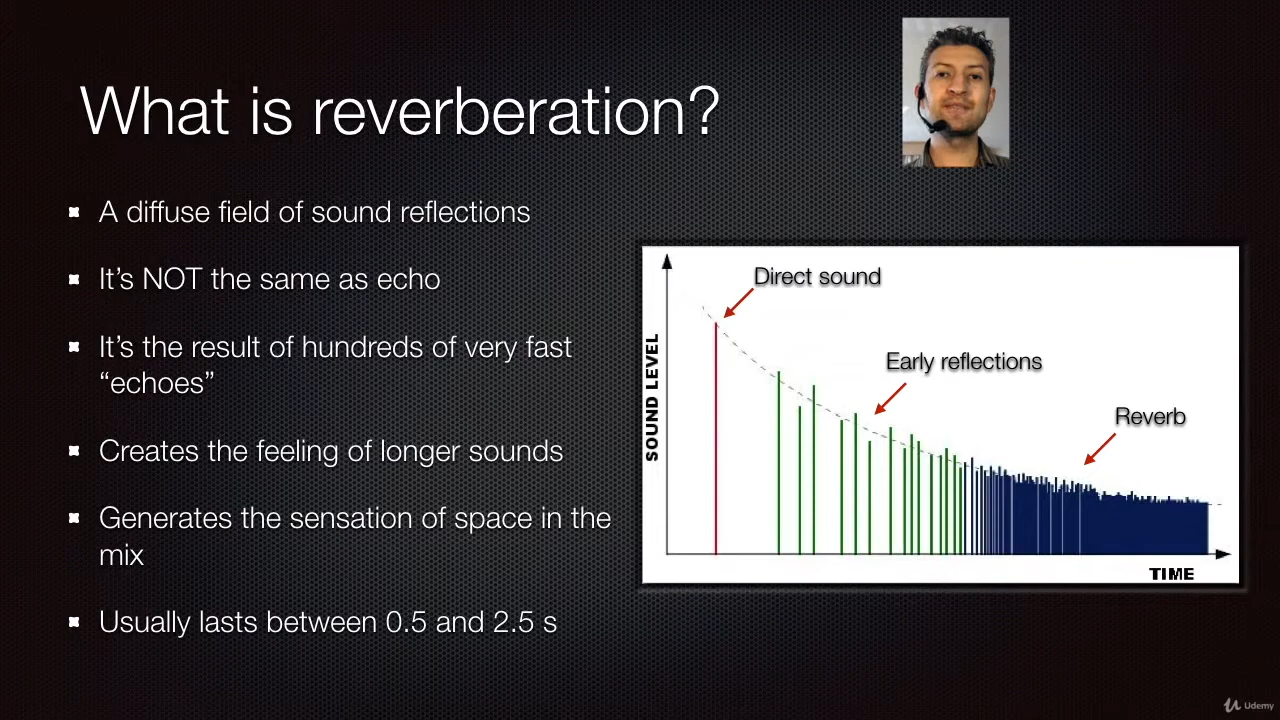 What is reverberation?
A diffuse field of sound reflections
It’s NOT the same as echo
It’s the result of hundreds of very fast
“echoes”
Creates the feeling of longer sounds
Generates the sensation of space in the
mix
Usually lasts between 0.5 and 2.5 s
Direct sound
Early reflections
Reverb
SOUND LEVEL
TIME
Udemy